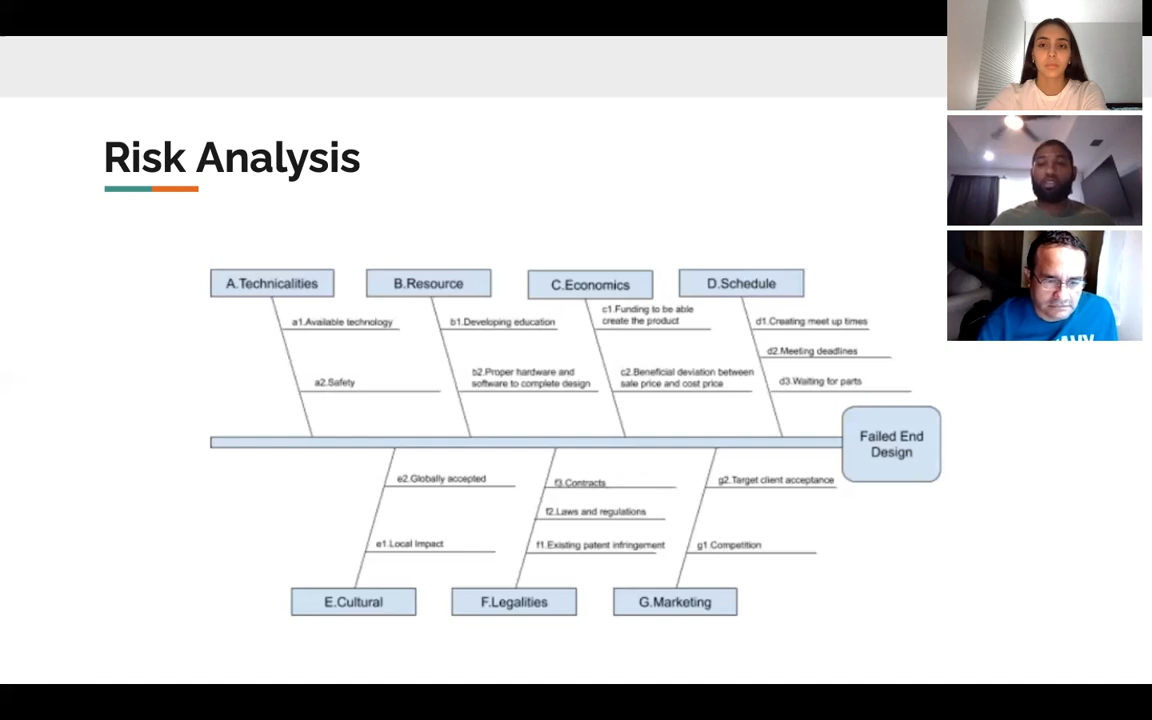 Risk Analysis
A.Technicalities
B.Resource
C.Economics
D.Schedule
a1.Available technology
a2.Safety
b1.Developing education
b2.Proper hardware and
software to complete design
c1.Funding to be able
create the product
c2.Beneficial deviation between
sale price and cost price
d1.Creating meet up times
d2.Meeting deadlines
d3.Waiting for parts
Failed End
Design
e2.Globally accepted
e1.Local Impact
f3.Contracts
f2.Laws and regulations
f1.Existing patent infringement
g2.Target client acceptance
g1.Competition
E.Cultural
F.Legalities
G.Marketing